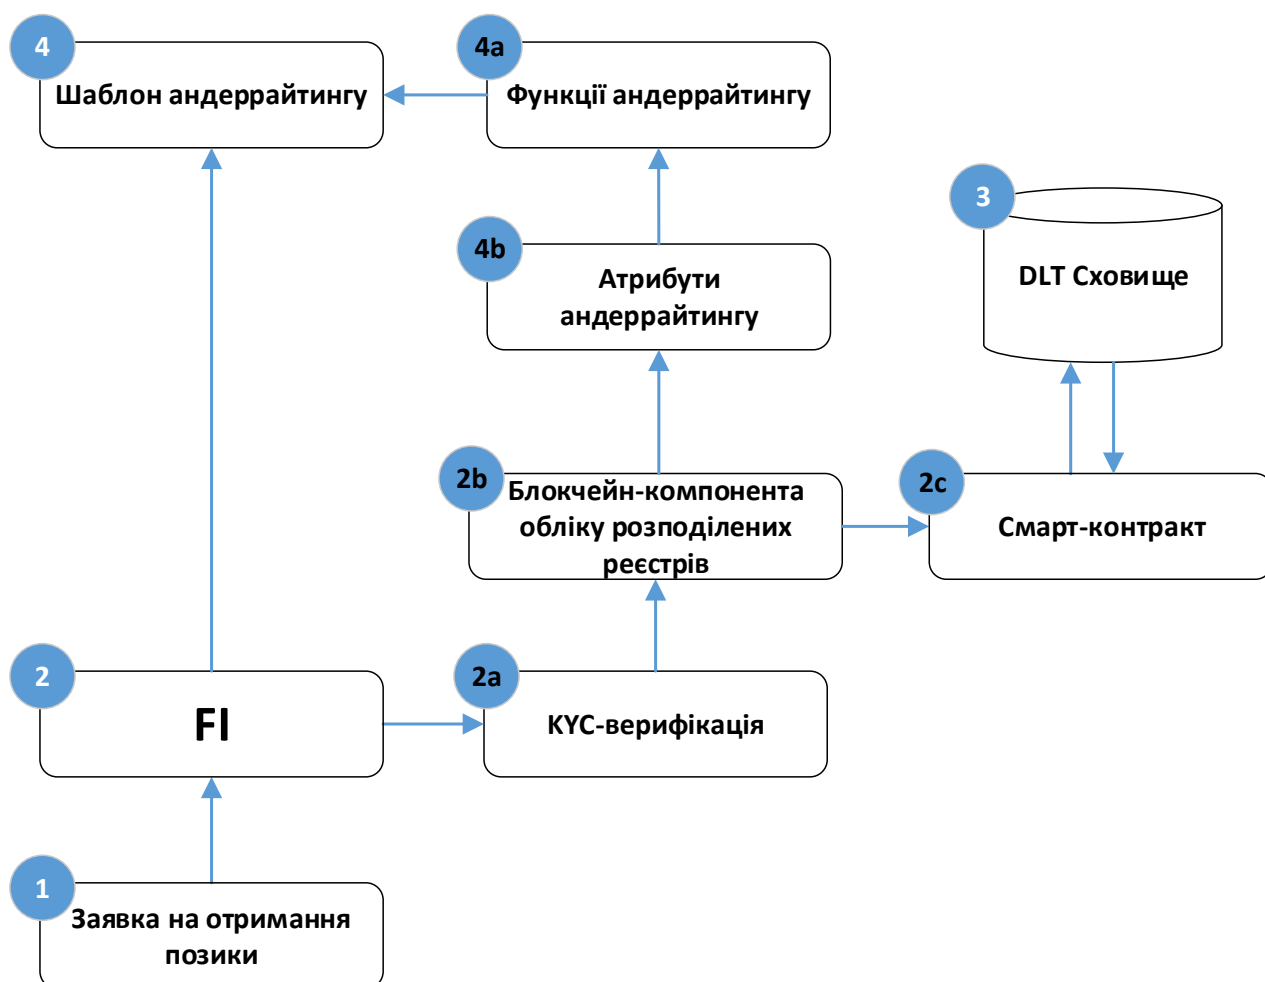 4
Шаблон андеррайтингу
4a
Функції андеррайтингу
4b
Атрибути
андеррайтингу
3
DLT Сховище
2b
Блокчейн-компонента
обліку розподілених
реєстрів
2c
Смарт-контракт
2
FI
2a
KYC-верифікація
1
Заявка на отримання
позики